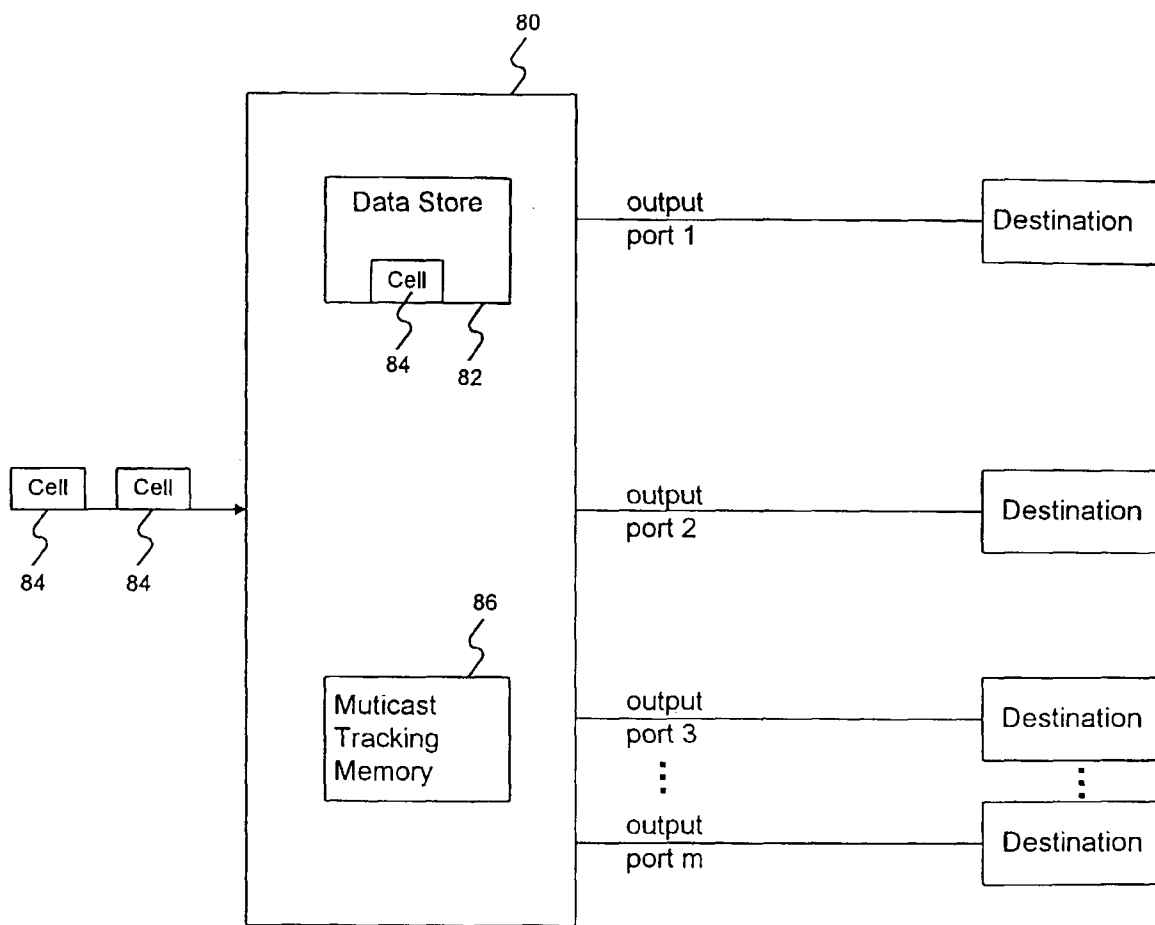 80
Data Store
Cell
84
82
output
port 1
Destination
Cell
Cell
84
84
output
port 2
Destination
86
Muticast
Tracking
Memory
output
port 3
Destination
output
port m
Destination